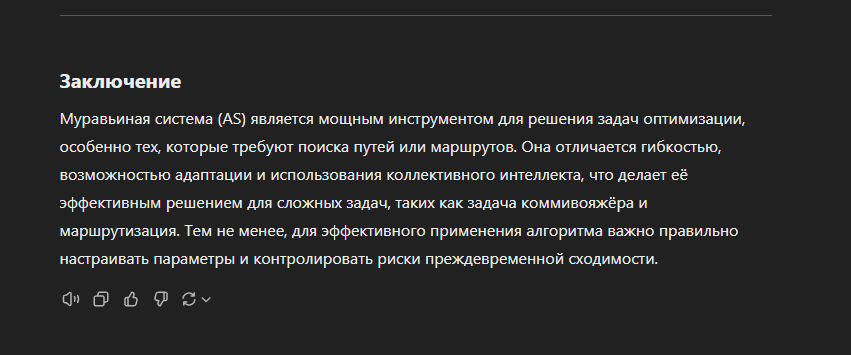 Заключение
Муравьиная система (AS) является мощным инструментом для решения задач оптимизации,
особенно тех, которые требуют поиска путей или маршрутов. Она отличается гибкостью,
возможностью адаптации и использования коллективного интеллекта, что делает её
эффективным решением для сложных задач, таких как задача коммивояжёра и
маршрутизация. Тем не менее, для эффективного применения алгоритма важно правильно
настраивать параметры и контролировать риски преждевременной сходимости.